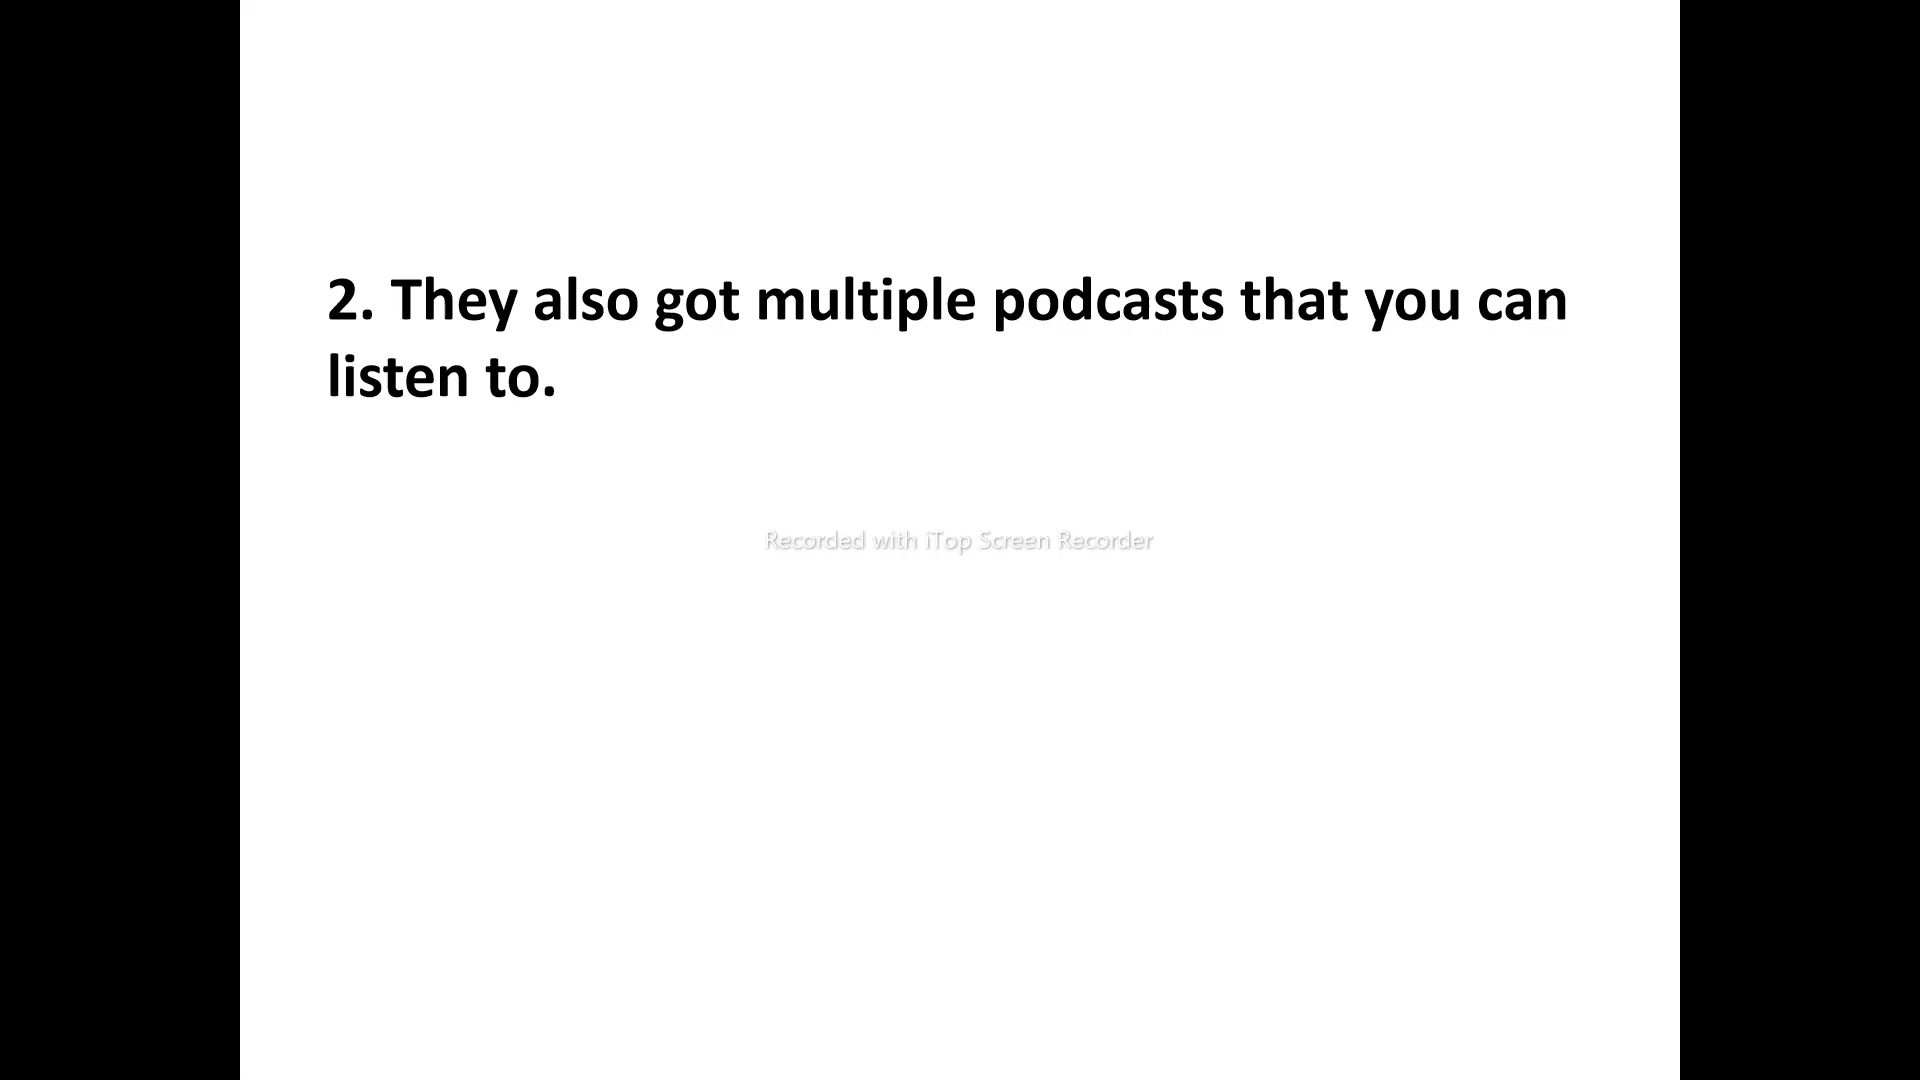 2. They also got multiple podcasts that you can
listen to.
Recorded with iTop Screen Recorder